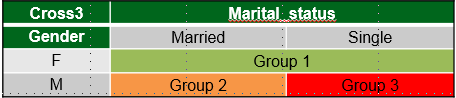 Cross3 Marital_status
Gender Married Single
F Group 1
M Group 2 Group 3